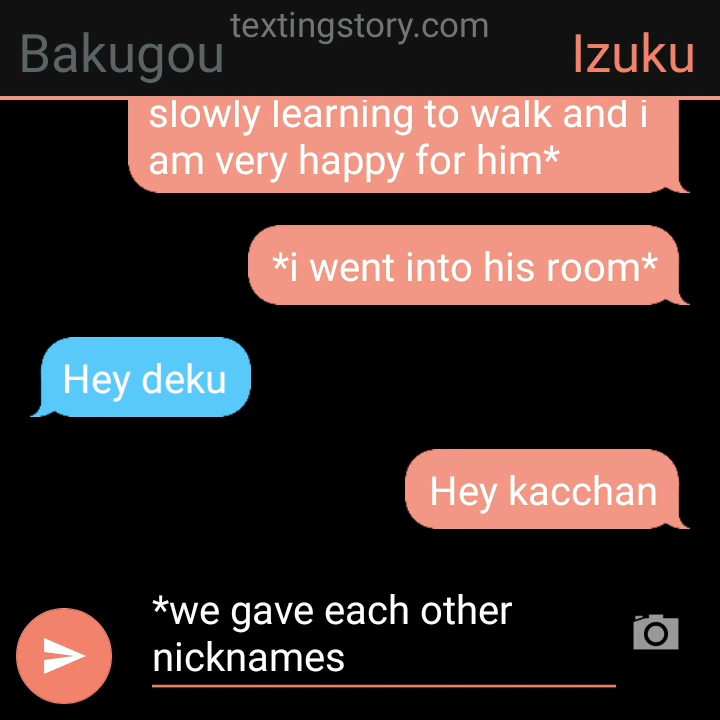 textingstory.com
Bakugou
Izuku
slowly learning to walk and i
am very happy for him*
*i went into his room*
Hey deku
Hey kacchan
*we gave each other
nicknames